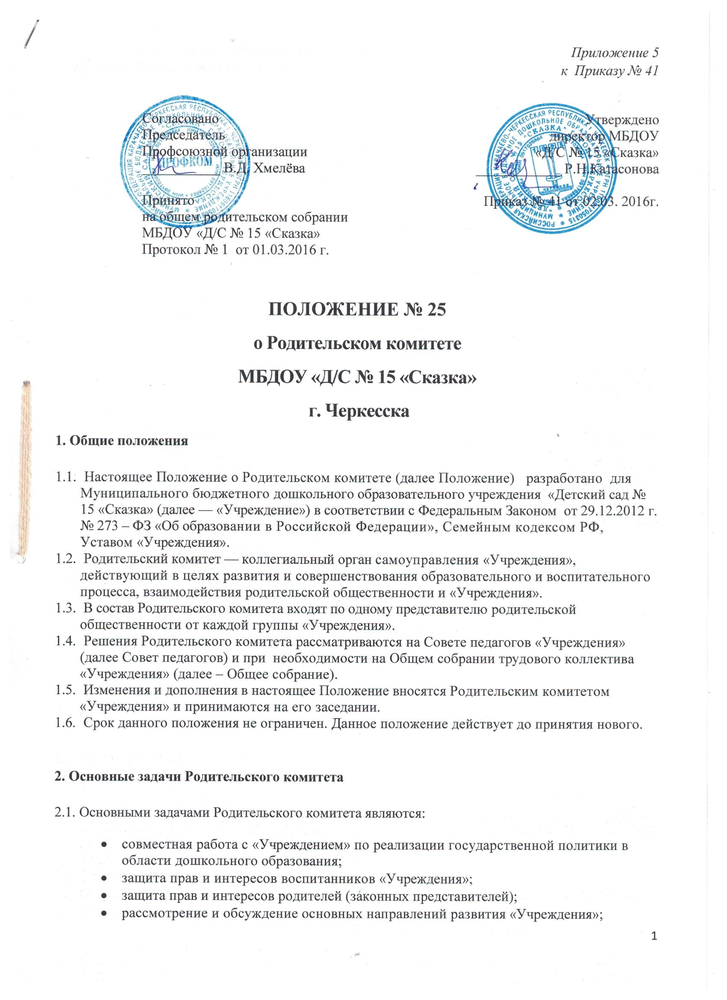 Приложение 5
к Приказу № 41
Согласовано
Председатель
Профсоюзной организации
В.Д. Хмелёва
Принято
на общем родительском собрании
МБДОУ «Д/С № 15 «Сказка»
Протокол № 1 от 01.03.2016 г.
Утверждено
директор МБДОУ
«Д/С № 15 «Сказка»
Р.Н.Катасонова
Приказ № 41 от 02.03. 2016г.
ПРОФКОМ
ПОЛОЖЕНИЕ № 25
о Родительском комитете
МБДОУ «Д/С № 15 «Сказка»
г. Черкесска
1. Общие положения
1.1. Настоящее Положение о Родительском комитете (далее Положение) разработано для
Муниципального бюджетного дошкольного образовательного учреждения «Детский сад №
15 «Сказка» (далее — «Учреждение») в соответствии с Федеральным Законом от 29.12.2012 г.
№ 273 – ФЗ «Об образовании в Российской Федерации», Семейным кодексом РФ,
Уставом «Учреждения».
1.2. Родительский комитет — коллегиальный орган самоуправления «Учреждения»,
действующий в целях развития и совершенствования образовательного и воспитательного
процесса, взаимодействия родительской общественности и «Учреждения».
1.3. В состав Родительского комитета входят по одному представителю родительской
общественности от каждой группы «Учреждения».
1.4. Решения Родительского комитета рассматриваются на Совете педагогов «Учреждения»
(далее Совет педагогов) и при необходимости на Общем собрании трудового коллектива
«Учреждения» (далее – Общее собрание).
1.5. Изменения и дополнения в настоящее Положение вносятся Родительским комитетом
«Учреждения» и принимаются на его заседании.
1.6. Срок данного положения не ограничен. Данное положение действует до принятия нового.
2. Основные задачи Родительского комитета
2.1. Основными задачами Родительского комитета являются:
• совместная работа с «Учреждением» по реализации государственной политики в
области дошкольного образования;
• защита прав и интересов воспитанников «Учреждения»;
• защита прав и интересов родителей (законных представителей);
• рассмотрение и обсуждение основных направлений развития «Учреждения»;
1